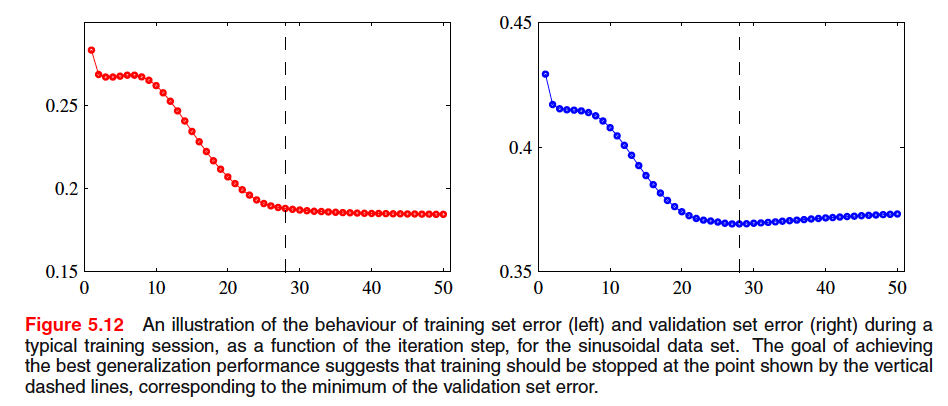 0.45
0.25
0.4
0.2
0.15
0.35
0 10 20 30 40 50
0 10 20 30 40 50
Figure 5.12 An illustration of the behaviour of training set error (left) and validation set error (right) during a
typical training session, as a function of the iteration step, for the sinusoidal data set. The goal of achieving
the best generalization performance suggests that training should be stopped at the point shown by the vertical
dashed lines, corresponding to the minimum of the validation set error.